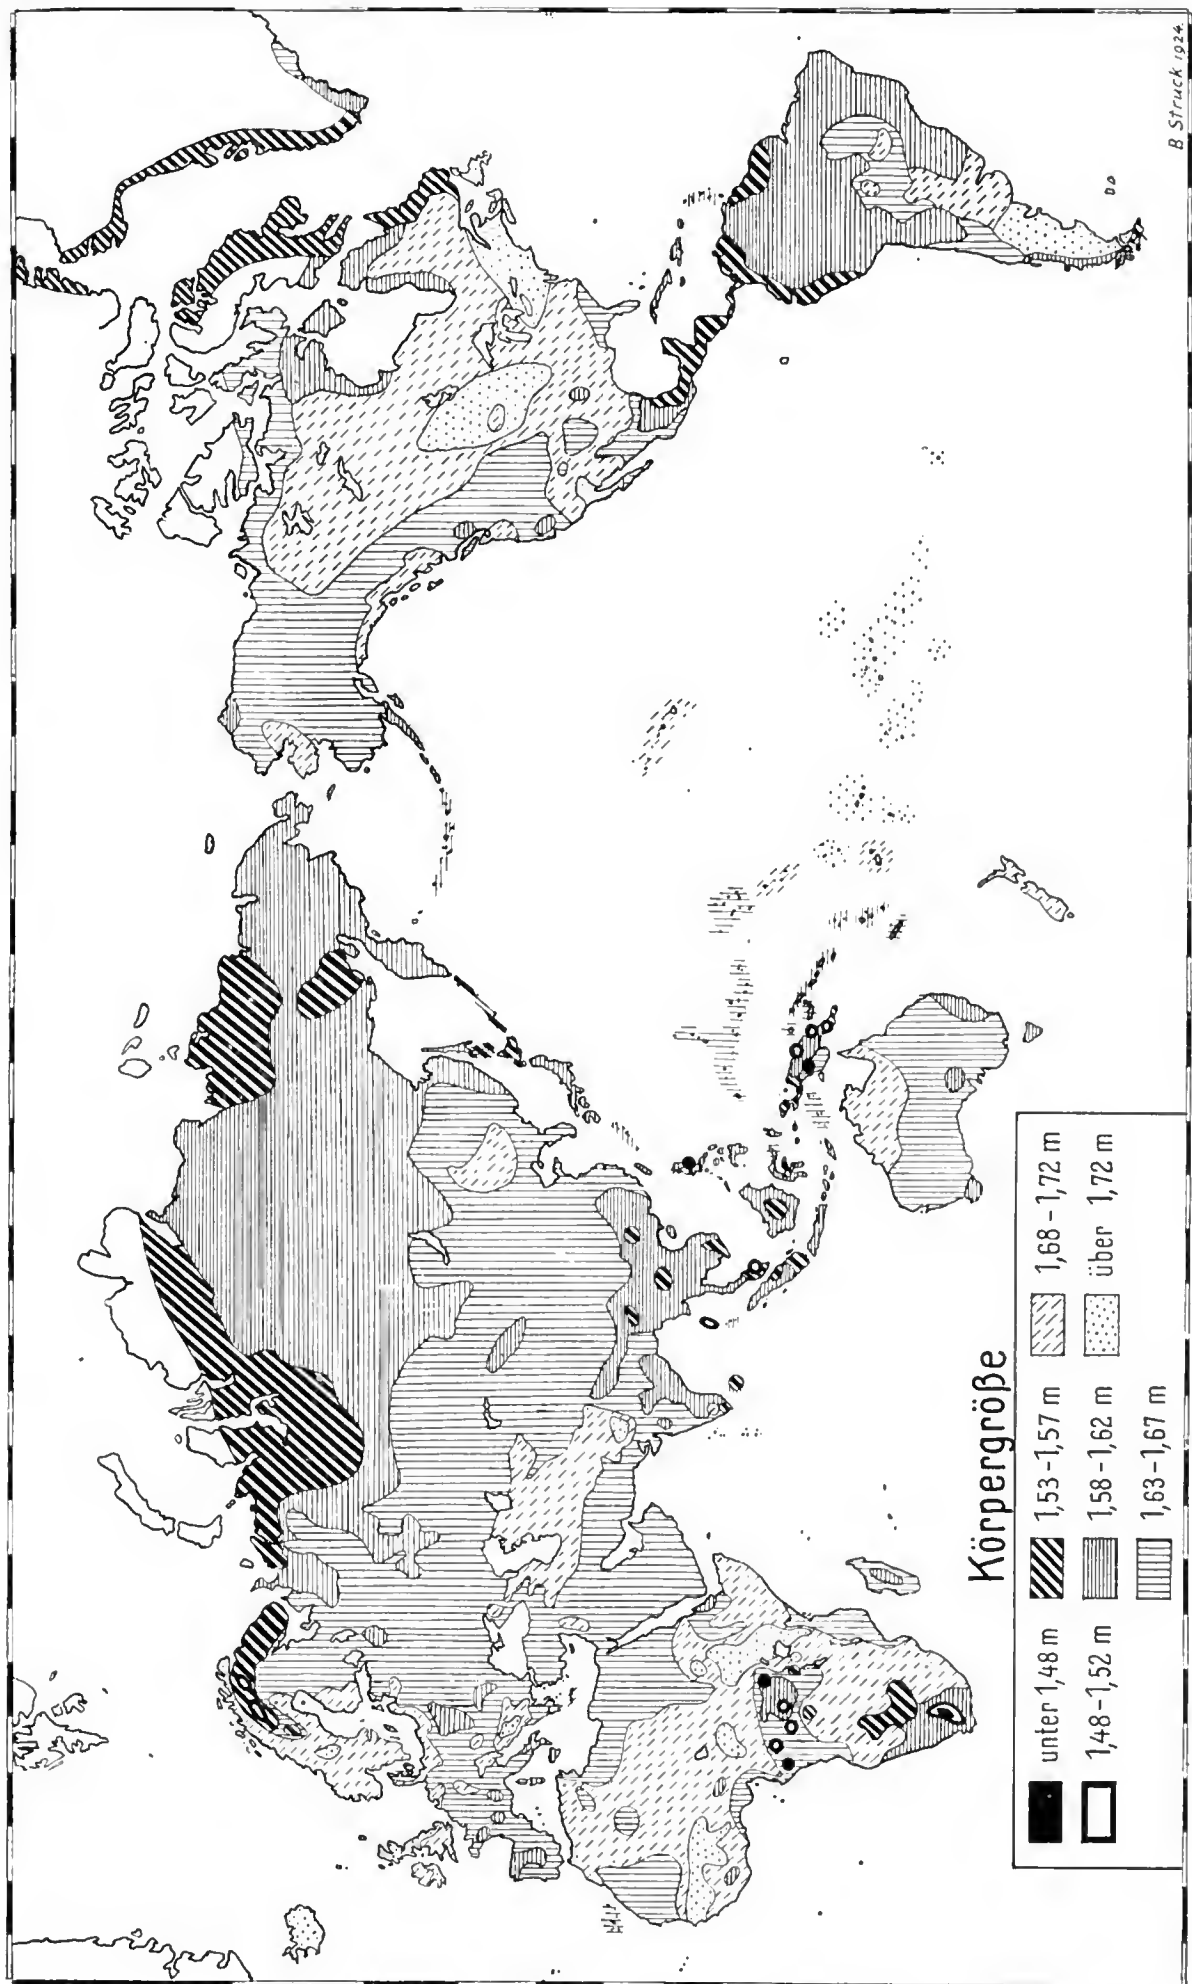 B Struck 1924.
Körpergröße
unter 1,48 m
1,48–1,52 m
1,53–1,57 m
1,58–1,62 m
1,63–1,67 m
1,68–1,72 m
über 1,72 m